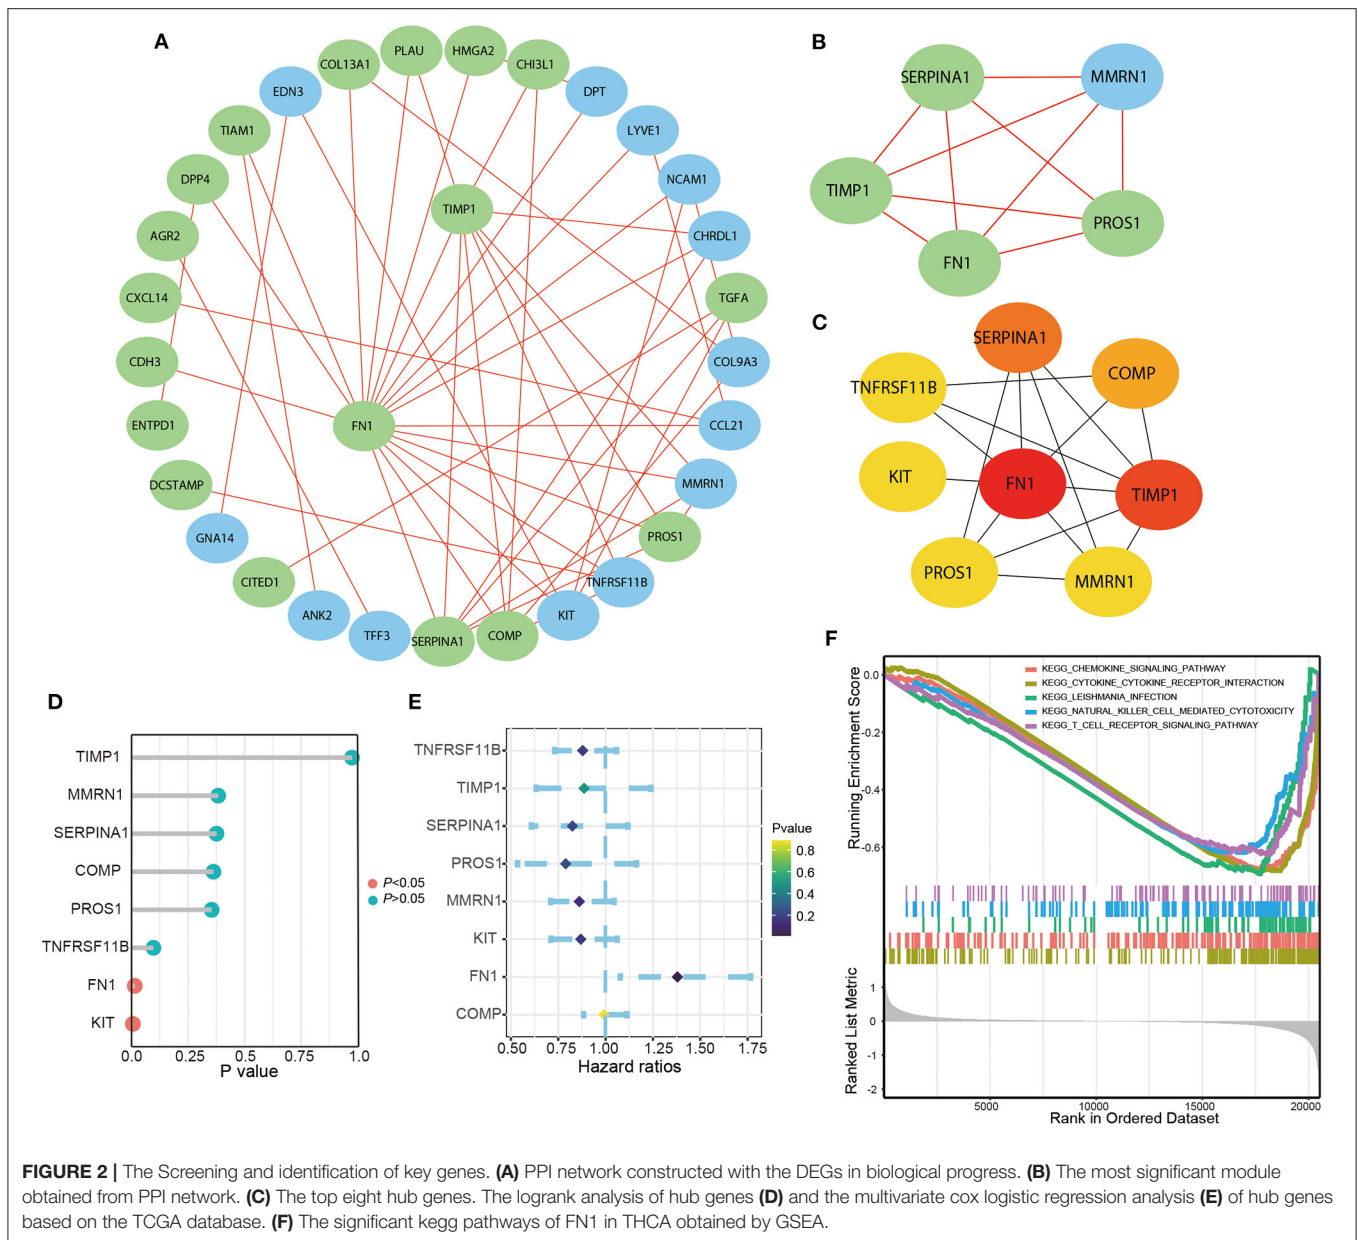 A
PLAU
HMGA2
COL13A1
CHI3L1
EDN3
DPT
TIAM1
LYVE1
DPP4
NCAM1
TIMP1
AGR2
CHRDL1
CXCL14
TGFA
CDH3
COL9A3
ENTPD1
FN1
CCL21
DCSTAMP
MMRN1
GNA14
PROS1
CITED1
TNFRSF11B
ANK2
KIT
TFF3
SERPINA1
COMP
B
SERPINA1
MMRN1
TIMP1
PROS1
FN1
C
SERPINA1
COMP
TNFRSF11B
KIT
FN1
TIMP1
PROS1
MMRN1
D
TIMP1
MMRN1
SERPINA1
COMP
PROS1
TNFRSF11B
FN1
KIT
0.0 0.25 0.5 0.75 1.0
P value
P<0.05
P>0.05
E
TNFRSF11B
TIMP1
SERPINA1
PROS1
MMRN1
KIT
FN1
COMP
0.50 0.75 1.00 1.25 1.50 1.75
Hazard ratios
Pvalue
0.8
0.6
0.4
0.2
F
Running Enrichment Score
0.0
-0.2
-0.4
-0.6
KEGG_CHEMOKINE_SIGNALING_PATHWAY
KEGG_CYTOKINE_CYTOKINE_RECEPTOR_INTERACTION
KEGG_LEISHMANIA_INFECTION
KEGG_NATURAL_KILLER_CELL_MEDIATED_CYTOTOXICITY
KEGG_T_CELL_RECEPTOR_SIGNALING_PATHWAY
Ranked List Metric
1
0
-1
-2
5000 10000 15000 20000
Rank in Ordered Dataset
FIGURE 2 | The Screening and identification of key genes. (A) PPI network constructed with the DEGs in biological progress. (B) The most significant module
obtained from PPI network. (C) The top eight hub genes. The logrank analysis of hub genes (D) and the multivariate cox logistic regression analysis (E) of hub genes
based on the TCGA database. (F) The significant kegg pathways of FN1 in THCA obtained by GSEA.